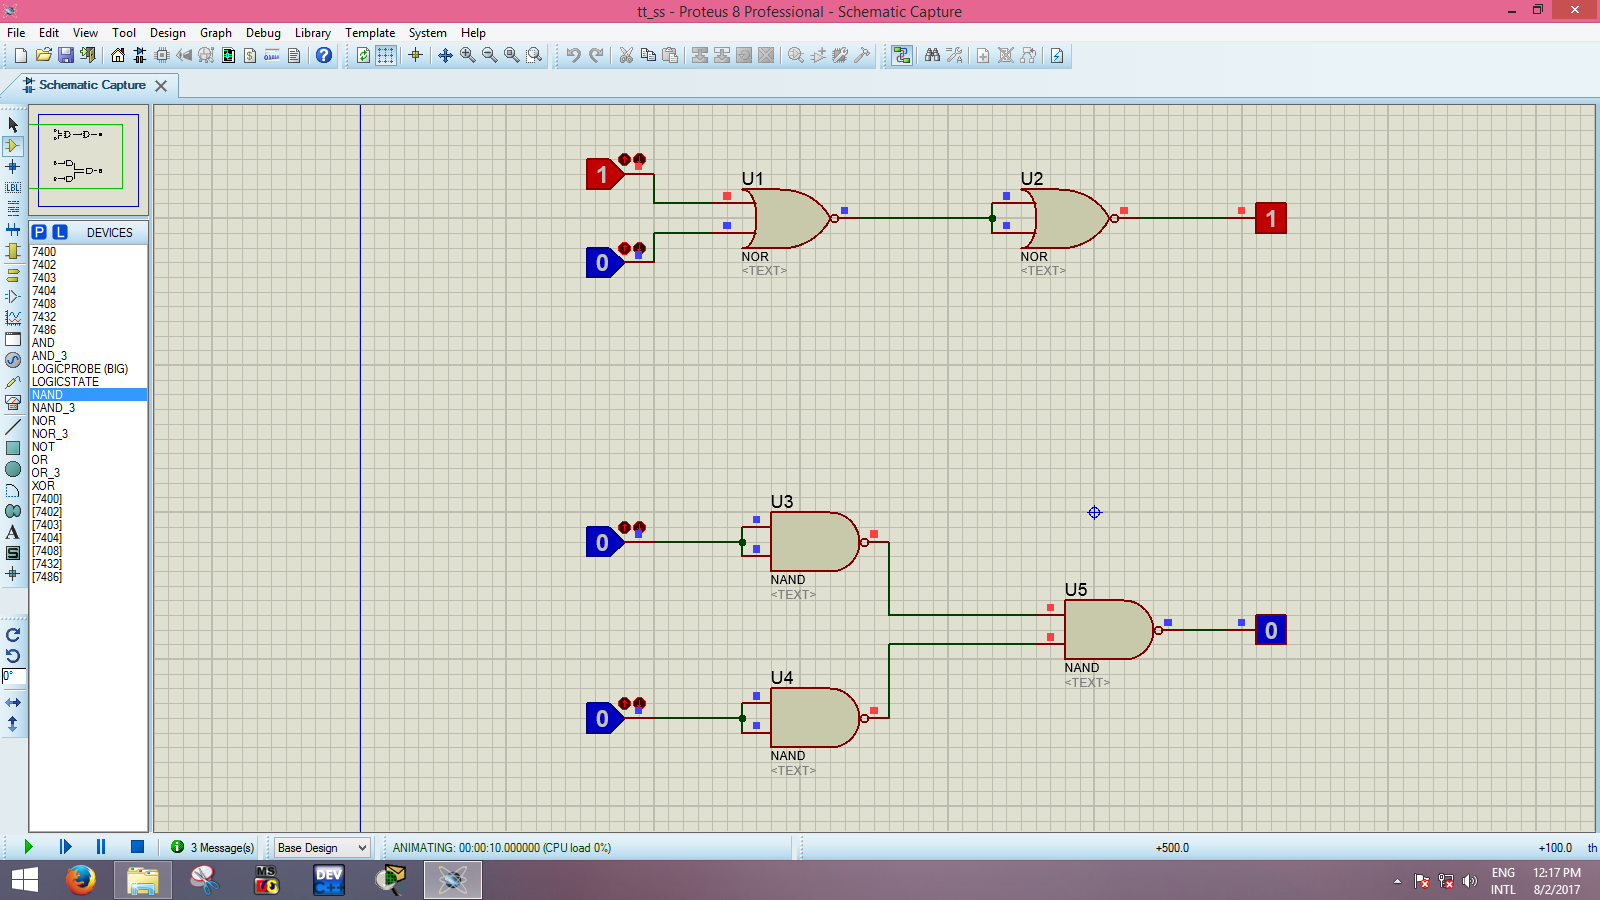 tt_ss - Proteus 8 Professional - Schematic Capture
File Edit View Tool Design Graph Debug Library Template System Help
Schematic Capture
P L DEVICES
7400
7402
7403
7404
7408
7432
7486
AND
AND_3
LOGICPROBE (BIG)
LOGICSTATE
NAND
NAND_3
NOR
NOR_3
NOT
OR
OR_3
XOR
[7400]
[7402]
[7403]
[7404]
[7408]
[7432]
[7486]
LBL
A
S
0°
1
0
U1
NOR
<TEXT>
U2
NOR
<TEXT>
1
0
U3
NAND
<TEXT>
0
U4
NAND
<TEXT>
U5
NAND
<TEXT>
0
3 Message(s) Base Design ANIMATING: 00:00:10.000000 (CPU load 0%) +500.0 +100.0 th
MS
DEV
C++
ENG
INTL
12:17 PM
8/2/2017